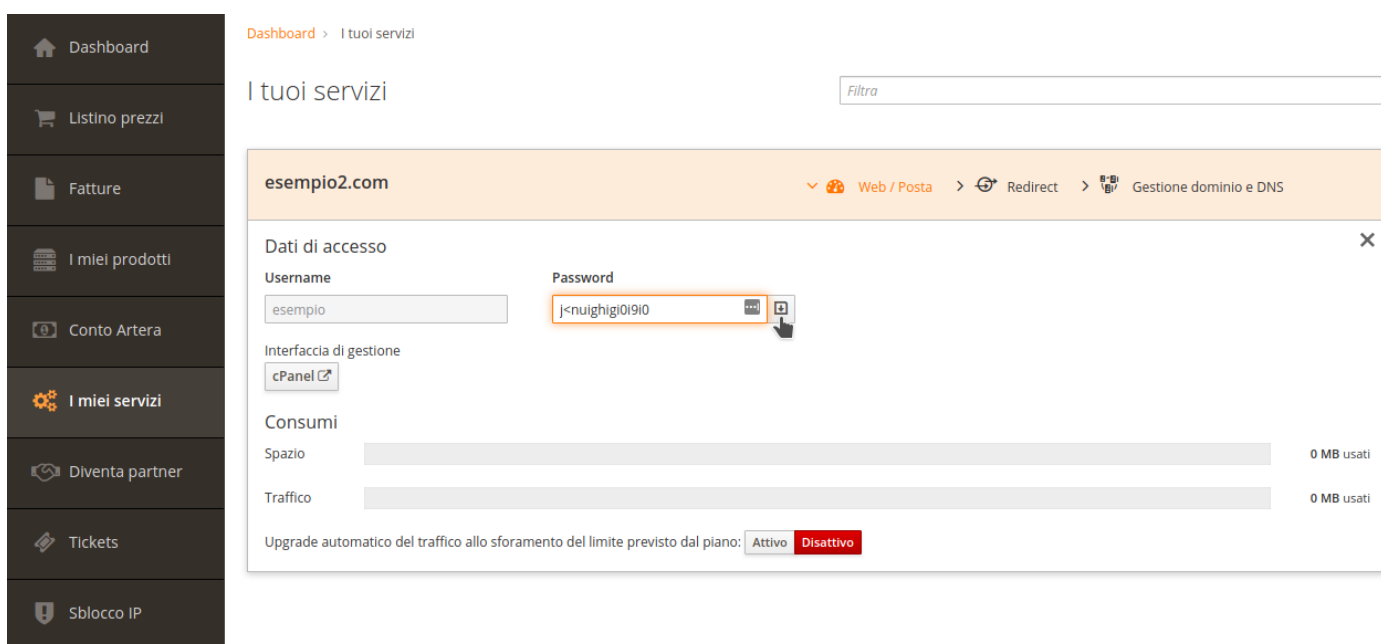 Dashboard
Listino prezzi
Fatture
I miei prodotti
Conto Artera
I miei servizi
Diventa partner
Tickets
Sblocco IP
Dashboard > I tuoi servizi
I tuoi servizi
Filtra
esempio2.com
Web / Posta > Redirect > Gestione dominio e DNS
Dati di accesso
Username Password
esempio j<nuighigi0i9i0
Interfaccia di gestione
cPanel
Consumi
Spazio 0 MB usati
Traffico 0 MB usati
Upgrade automatico del traffico allo sforamento del limite previsto dal piano: Attivo Disattivo